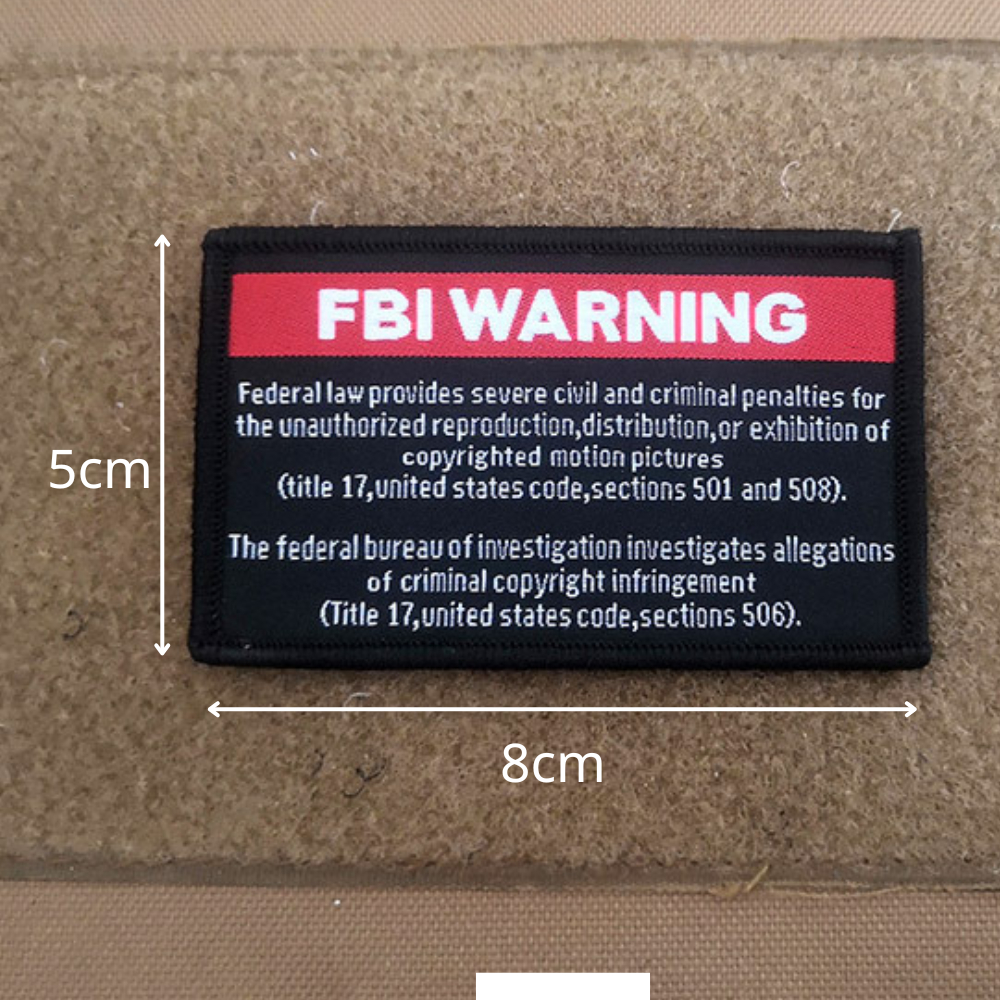 FBI WARNING
Federal law provides severe civil and criminal penalties for
the unauthorized reproduction,distribution,or exhibition of
copyrighted motion pictures
(title 17,united states code,sections 501 and 508).
The federal bureau of investigation investigates allegations
of criminal copyright infringement
(Title 17,united states code,sections 506).
5cm
8cm